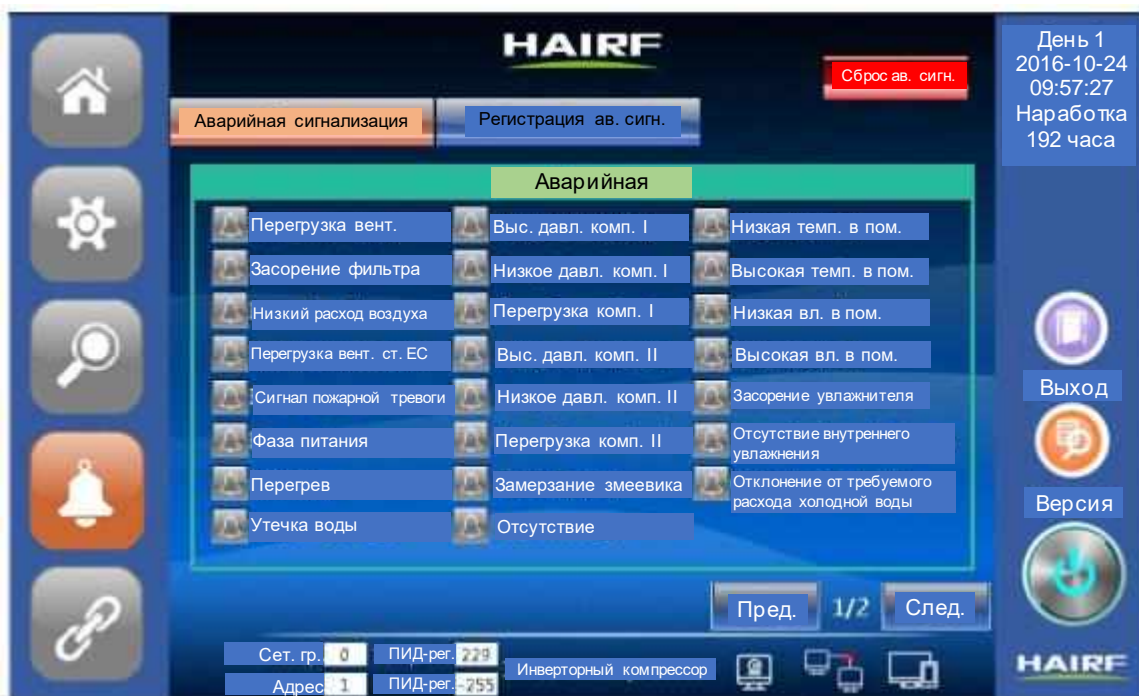 HAIRF
Сброс ав. сигн.
День 1
2016-10-24
09:57:27
Наработка
192 часа
Аварийная сигнализация
Регистрация ав. сигн.
Аварийная
Перегрузка вент.
Выс. давл. комп. I
Низкая темп. в пом.
Засорение фильтра
Низкое давл. комп. I
Высокая темп. в пом.
Низкий расход воздуха
Перегрузка комп. I
Низкая вл. в пом.
Перегрузка вент. ст. ЕС
Выс. давл. комп. II
Высокая вл. в пом.
Сигнал пожарной тревоги
Низкое давл. комп. II
Засорение увлажнителя
Фаза питания
Перегрузка комп. II
Отсутствие внутреннего
увлажнения
Перегрев
Замерзание змеевика
Отклонение от требуемого
расхода холодной воды
Утечка воды
Отсутствие
Выход
Версия
Пред.
1/2
След.
Сет. гр. 0
ПИД-рег. 229
Инверторный компрессор
Адрес 1
ПИД-рег. -255
HAIRF